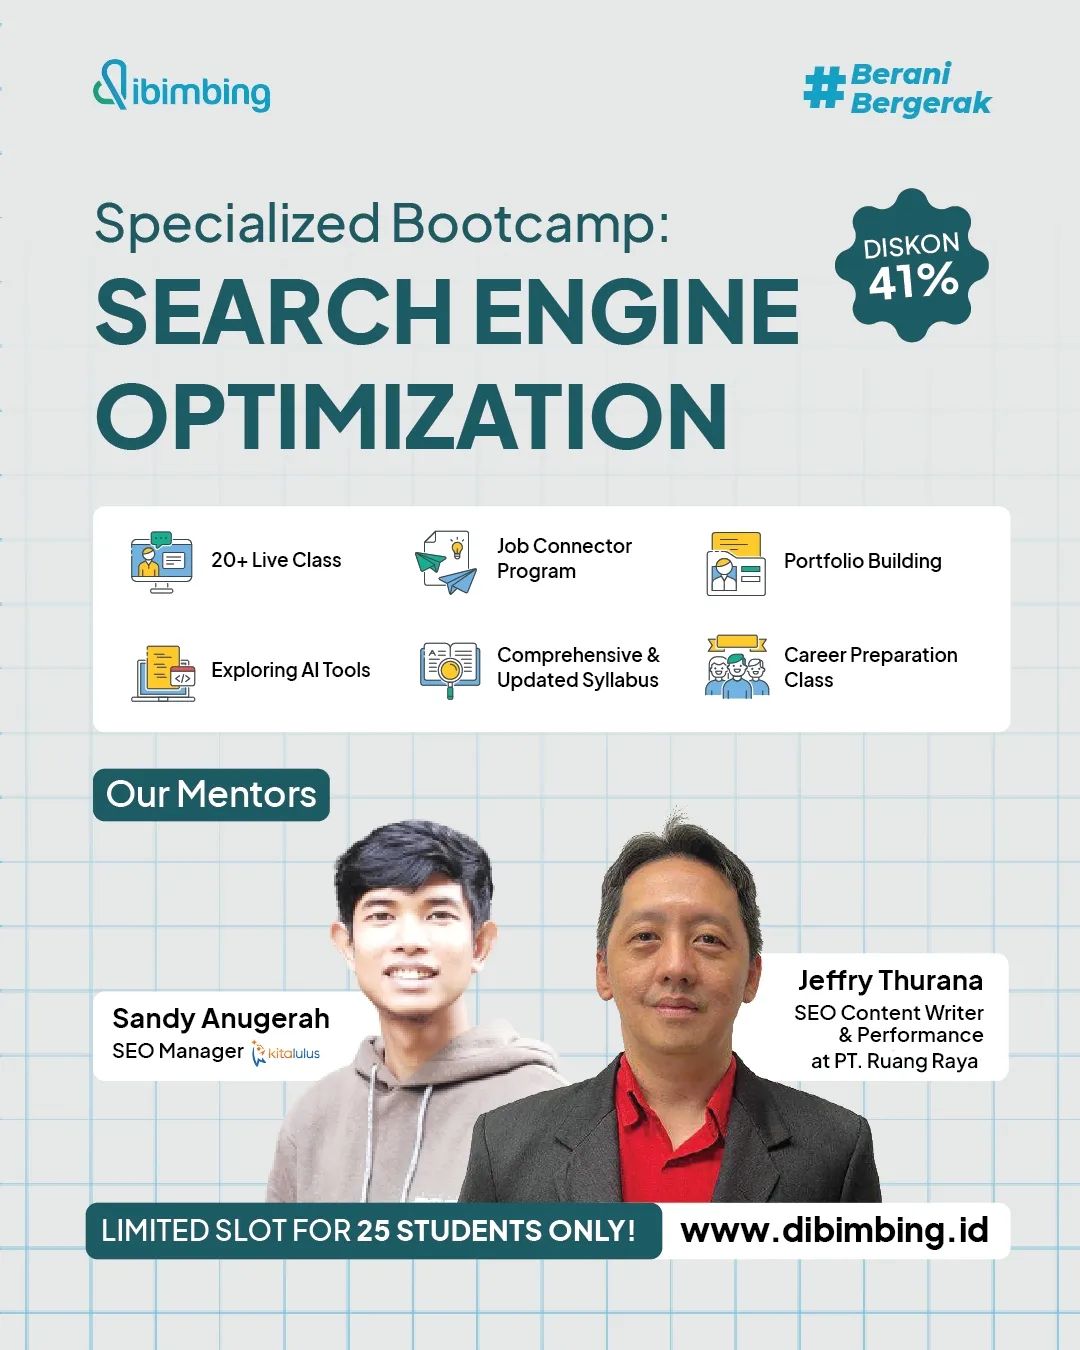 dibimbing
#Berani
Bergerak
Specialized Bootcamp:
SEARCH ENGINE
OPTIMIZATION
DISKON
41%
20+ Live Class
Job Connector
Program
Portfolio Building
Exploring AI Tools
Comprehensive &
Updated Syllabus
Career Preparation
Class
Our Mentors
Sandy Anugerah
SEO Manager kitalulus
Jeffry Thurana
SEO Content Writer
& Performance
at PT. Ruang Raya
LIMITED SLOT FOR 25 STUDENTS ONLY!
www.dibimbing.id